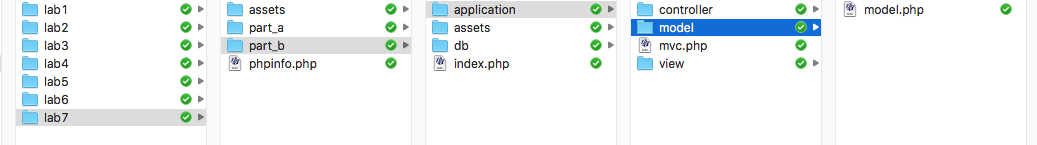 lab1
lab2
lab3
lab4
lab5
lab6
lab7
assets
part_a
part_b
phpinfo.php
application
assets
db
index.php
controller
model
mvc.php
view
model.php